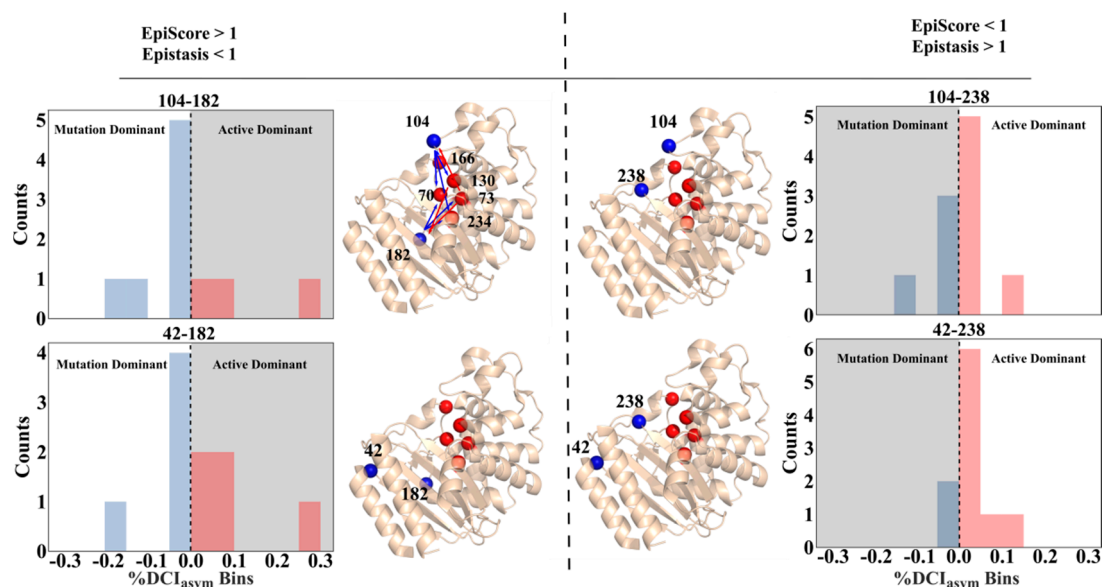 EpiScore > 1
Epistasis < 1
EpiScore < 1
Epistasis > 1
104-182
Mutation Dominant
Active Dominant
Counts
5
4
3
2
1
0
104
166
130
70
73
234
182
104
238
104-238
Mutation Dominant
Active Dominant
Counts
5
4
3
2
1
0
42-182
Mutation Dominant
Active Dominant
Counts
4
3
2
1
0
-0.3 -0.2 -0.1 0.0 0.1 0.2 0.3
%DCIasym Bins
42
182
238
42
42-238
Mutation Dominant
Active Dominant
Counts
6
5
4
3
2
1
0
-0.3 -0.2 -0.1 0.0 0.1 0.2 0.3
%DCIasym Bins